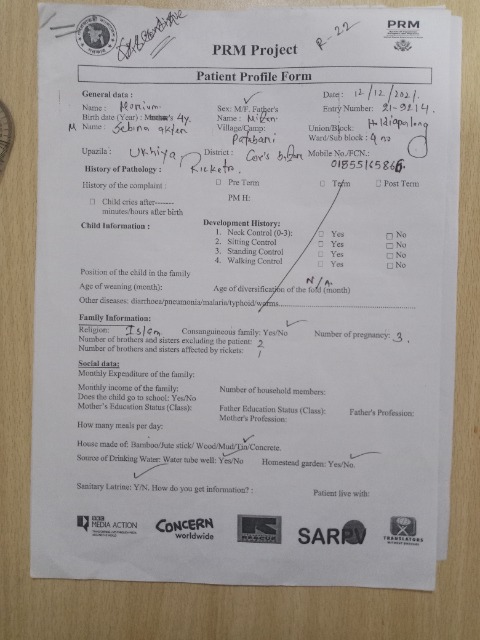 R-22
PRM
PRM Project
Patient Profile Form
General data :
Date: 12/12/2021.
Name: Morium Sex: M/F. Father's Entry Number: 21-9214
Birth date (Year): 4y Name: Village/Camp: Union/Block: Haldiapalong
M Name: Sebina akter Patabari Ward/Sub block: 4 no
Upazila : Ukhiya District : Cox's bazar Mobile No./FCN.:
History of Pathology : Rickets.
History of the complaint: □ Pre Term □ Term □ Post Term
□ Child cries after------- PM H:
minutes/hours after birth
Child Information : Development History:
1. Neck Control (0-3): □ Yes □ No
2. Sitting Control □ Yes □ No
3. Standing Control □ Yes □ No
4. Walking Control □ Yes □ No
Position of the child in the family
N/A
Age of weaning (month): Age of diversification of the fold (month)
Other diseases: diarrhoea/pneumonia/malaria/typhoid/worms
Family Information:
Religion: Islam Consanguineous family: Yes/No Number of pregnancy: 3.
Number of brothers and sisters excluding the patient: 2
Number of brothers and sisters affected by rickets: 1
Social data:
Monthly Expenditure of the family:
Monthly income of the family: Number of household members:
Does the child go to school: Yes/No
Mother's Education Status (Class): Father Education Status (Class): Father's Profession:
Mother's Profession:
How many meals per day:
House made of: Bamboo/Jute stick/ Wood/Mud/Tin/Concrete.
Source of Drinking Water: Water tube well: Yes/No Homestead garden: Yes/No.
Sanitary Latrine: Y/N. How do you get information? : Patient live with:
BBC MEDIA ACTION
CONCERN worldwide
SARPV
TRANSLATORS